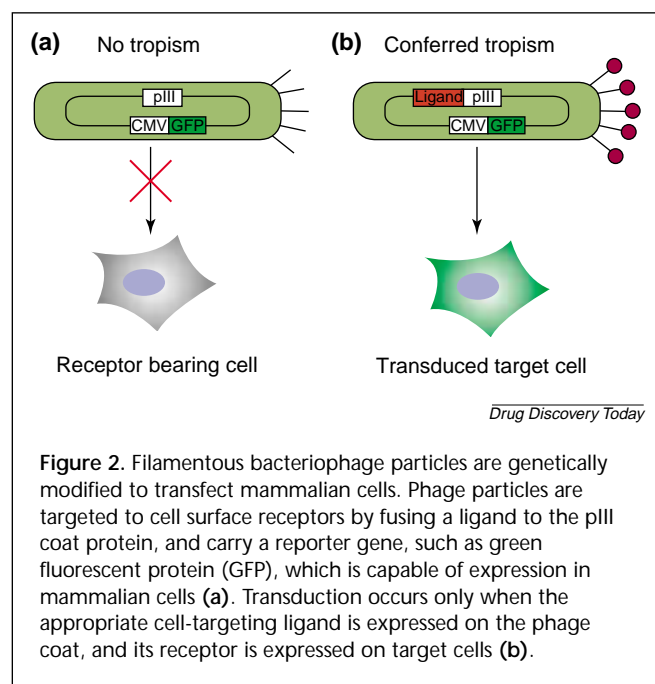 (a) No tropism
(b) Conferred tropism
pIII
CMV GFP
Ligand pIII
CMV GFP
Receptor bearing cell
Transduced target cell
Drug Discovery Today
Figure 2. Filamentous bacteriophage particles are genetically
modified to transfect mammalian cells. Phage particles are
targeted to cell surface receptors by fusing a ligand to the pIII
coat protein, and carry a reporter gene, such as green
fluorescent protein (GFP), which is capable of expression in
mammalian cells (a). Transduction occurs only when the
appropriate cell-targeting ligand is expressed on the phage
coat, and its receptor is expressed on target cells (b).